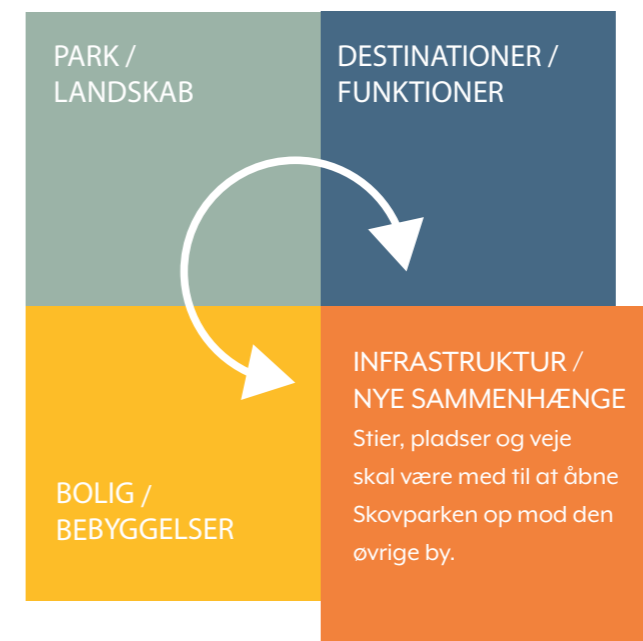 PARK /
LANDSKAB
DESTINATIONER /
FUNKTIONER
BOLIG /
BEBYGGELSER
INFRASTRUKTUR /
NYE SAMMENHÆNGE
Stier, pladser og veje
skal være med til at åbne
Skovparken op mod den
øvrige by.